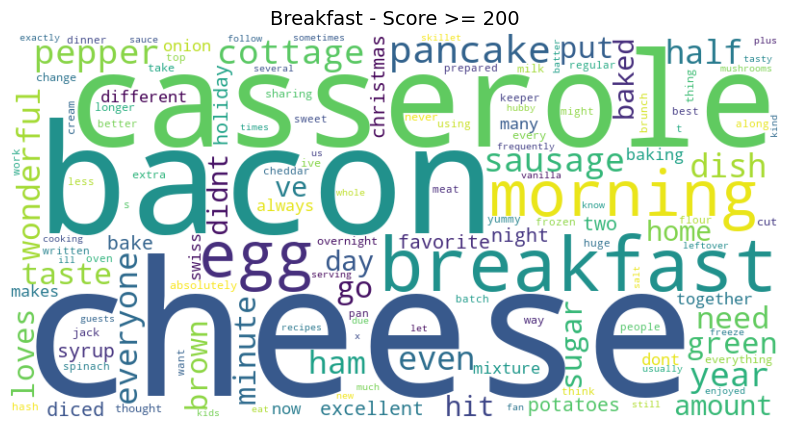 Breakfast - Score >= 200
exactly dinner sauce follow sometimes skillet batter plus
pepper onion cottage pancake put half
top several prepared milk regular tasty mushrooms
change take christmas baked thing
casserole
different holiday sharing keeper many brunch best along
longer hubby might t kind
better times sweet never using every
cream
wonderful us cheddar sausage baking dish
work less extra ive frequently
bacon
didnt ve meat vanilla morning
s always whole know
yummy frozen two flour home cut
cooking swiss overnight favorite night huge leftover
written bake egg breakfast
ill oven day
taste absolutely serving go salt
makes everyone minute batch together
loves guests recipes pan due let way people freeze need
cheese
jack brown x sugar green
syrup want ham even mixture dont everything
spinach much think usually year
hash kids eat nee fan still enjoyed
diced thought now excellent hit potatoes amount